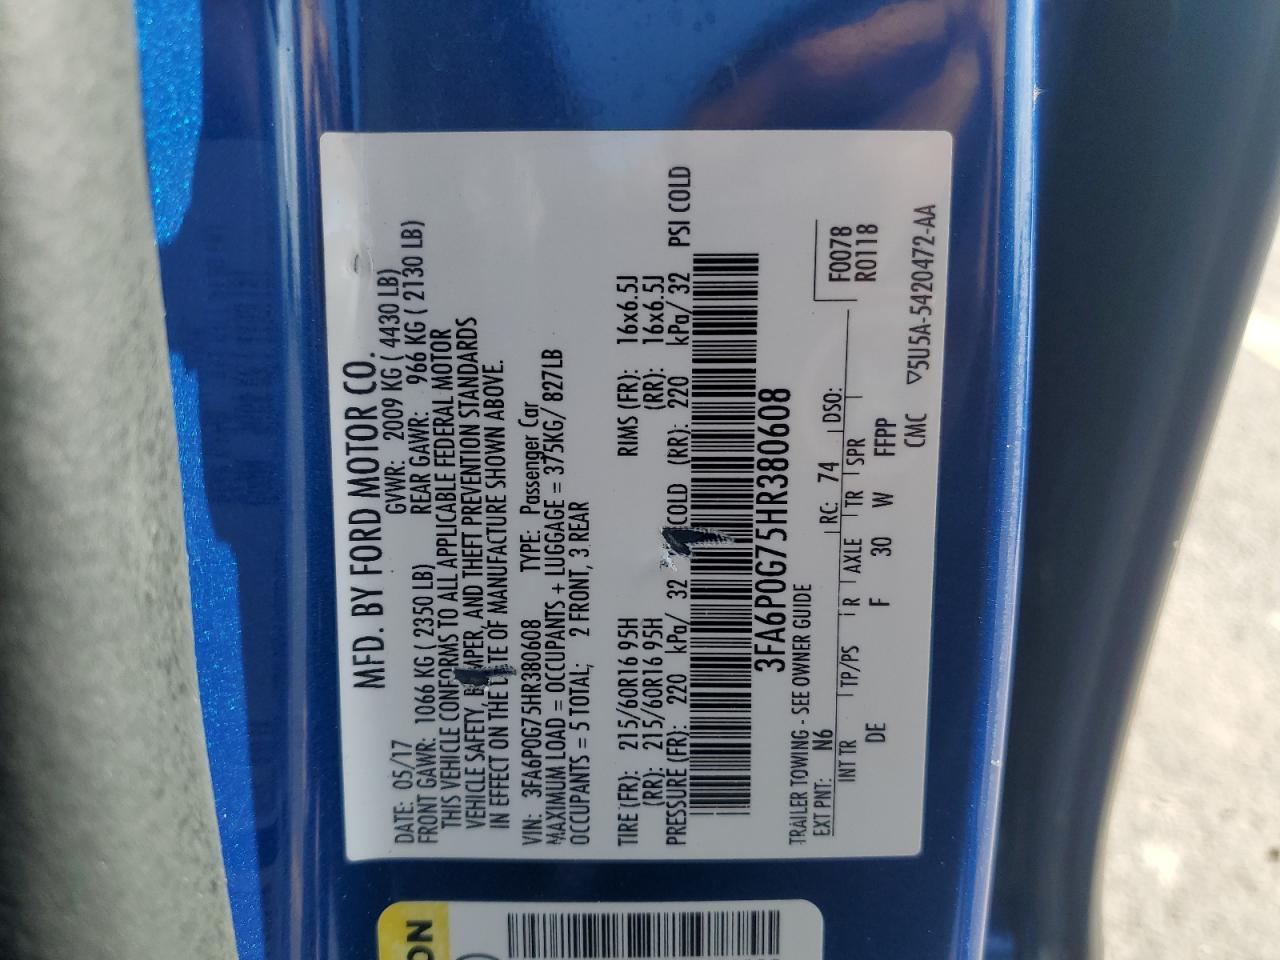 MFD. BY FORD MOTOR CO.
DATE: 05/17 GVWR: 2009 KG ( 4430 LB)
FRONT GAWR: 1066 KG ( 2350 LB) REAR GAWR: 966 KG ( 2130 LB)
THIS VEHICLE CONFORMS TO ALL APPLICABLE FEDERAL MOTOR
VEHICLE SAFETY, AND THEFT PREVENTION STANDARDS
IN EFFECT ON THE OF MANUFACTURE SHOWN ABOVE.
VIN: 3FA6P0G75HR380608 TYPE: Passenger Car
MAXIMUM LOAD = OCCUPANTS + LUGGAGE = 375KG/ 827LB
OCCUPANTS = 5 TOTAL; 2 FRONT, 3 REAR
TIRE (FR): 215/60R16 95H RIMS (FR): 16x6.5J
(RR): 215/60R16 95H (RR): 16x6.5J
PRESSURE (FR): 220 kPa/ 32 COLD (RR): 220 kPa/ 32 PSI COLD
3FA6P0G75HR380608
TRAILER TOWING - SEE OWNER GUIDE
F0078
R0118
EXT PNT: N6 RC: 74 DSO:
INT TR TP/PS R AXLE TR SPR
DE F 30 W FFPP
CMC ▽5U5A-5420472-AA
ON